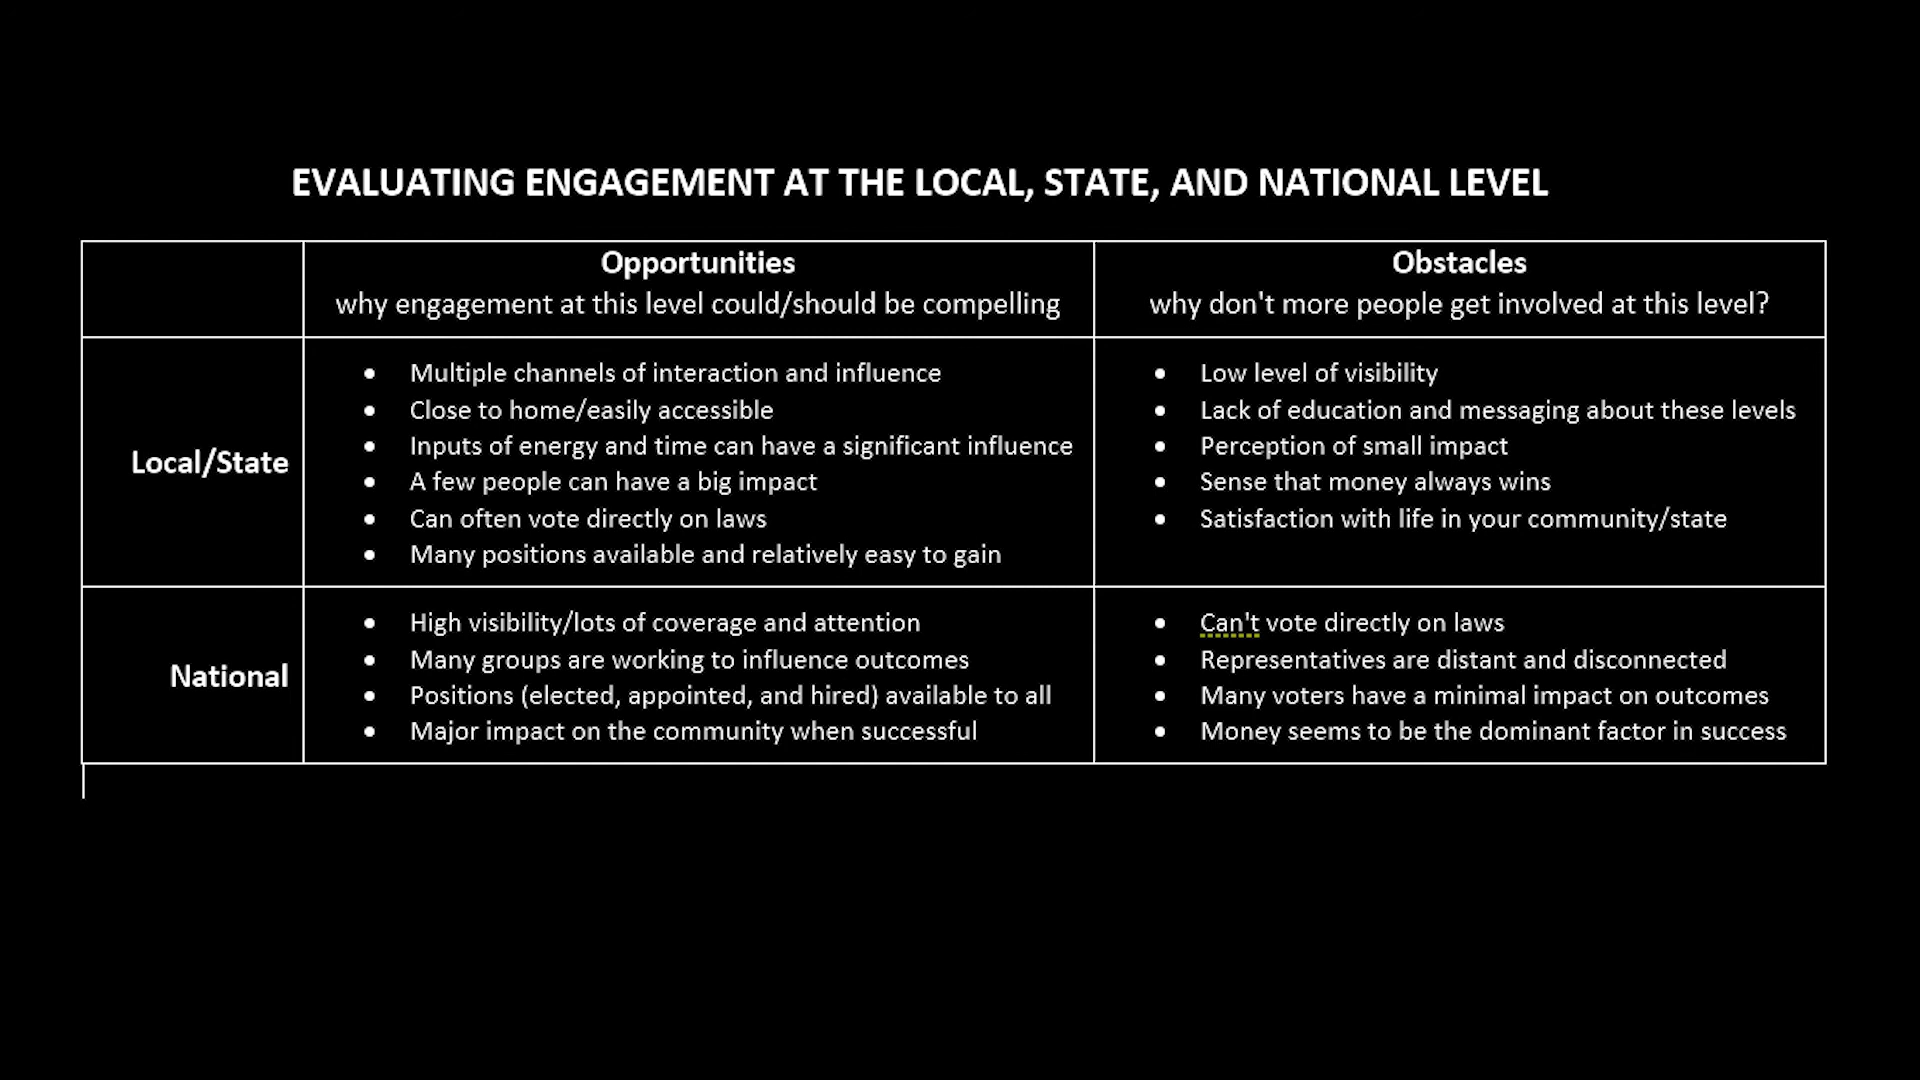 EVALUATING ENGAGEMENT AT THE LOCAL, STATE, AND NATIONAL LEVEL
Opportunities
why engagement at this level could/should be compelling
Obstacles
why don't more people get involved at this level?
Local/State
• Multiple channels of interaction and influence
• Close to home/easily accessible
• Inputs of energy and time can have a significant influence
• A few people can have a big impact
• Can often vote directly on laws
• Many positions available and relatively easy to gain
• Low level of visibility
• Lack of education and messaging about these levels
• Perception of small impact
• Sense that money always wins
• Satisfaction with life in your community/state
National
• High visibility/lots of coverage and attention
• Many groups are working to influence outcomes
• Positions (elected, appointed, and hired) available to all
• Major impact on the community when successful
• Can't vote directly on laws
• Representatives are distant and disconnected
• Many voters have a minimal impact on outcomes
• Money seems to be the dominant factor in success